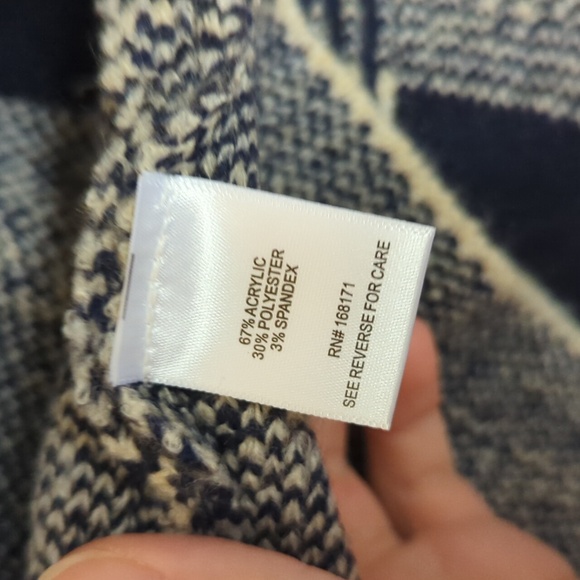 67% ACRYLIC
30% POLYESTER
3% SPANDEX
RN# 168171
SEE REVERSE FOR CARE